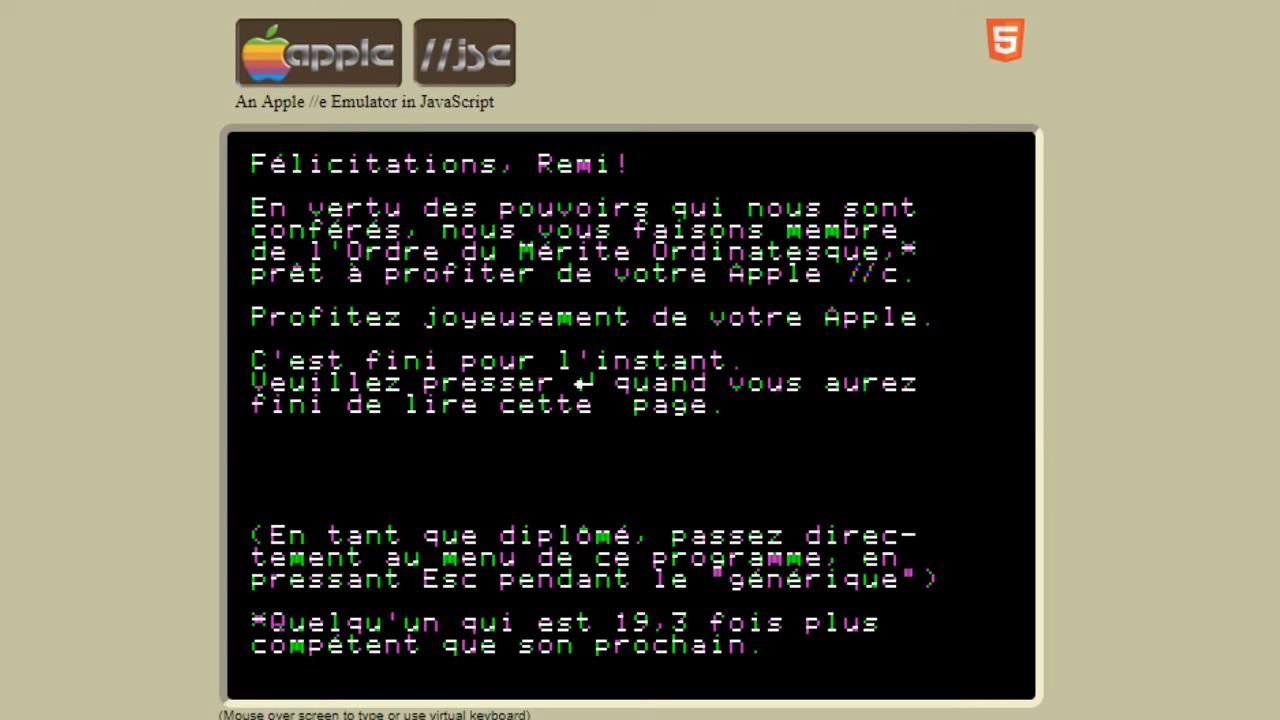 apple //jse
5
An Apple //e Emulator in JavaScript
Félicitations, Remi!
En vertu des pouvoirs qui nous sont
conférés, nous vous faisons membre
de l'Ordre du Mérite Ordinatesque,*
prêt à profiter de votre Apple //c.
Profitez joyeusement de votre Apple.
C'est fini pour l'instant.
Veuillez presser ↵ quand vous aurez
fini de lire cette page.
(En tant que diplômé, passez direc-
tement au menu de ce programme, en
pressant Esc pendant le "générique")
*Quelqu'un qui est 19,3 fois plus
compétent que son prochain.
(Mouse over screen to type or use virtual keyboard)